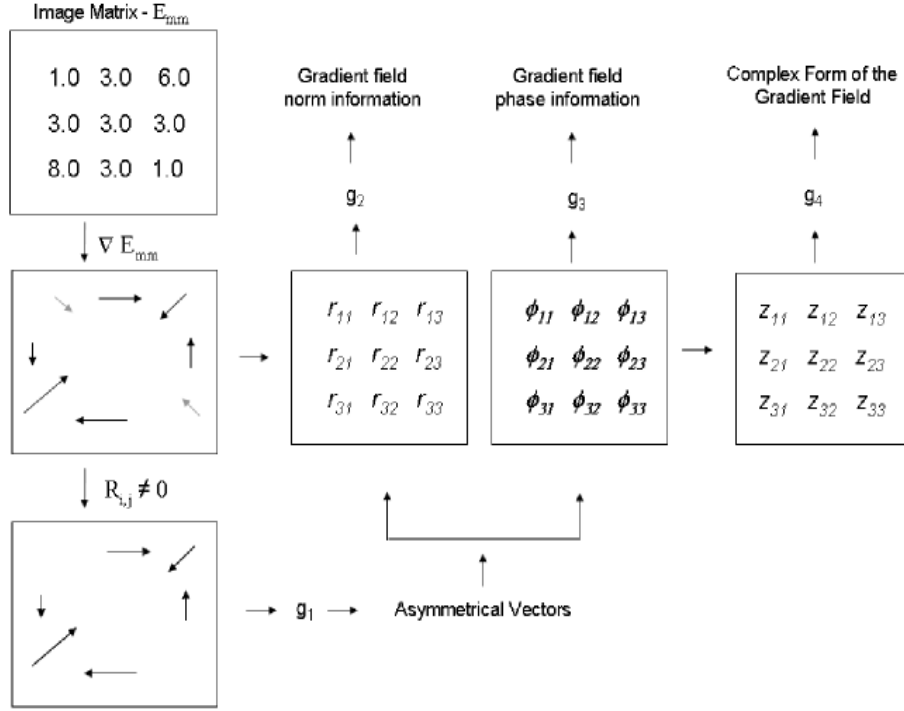 Image Matrix - E_mm
1.0 3.0 6.0
3.0 3.0 3.0
8.0 3.0 1.0
∇ E_mm
R_i,j ≠ 0
Gradient field
norm information
g_2
r_11 r_12 r_13
r_21 r_22 r_23
r_31 r_32 r_33
Gradient field
phase information
g_3
ϕ_11 ϕ_12 ϕ_13
ϕ_21 ϕ_22 ϕ_23
ϕ_31 ϕ_32 ϕ_33
Complex Form of the
Gradient Field
g_4
z_11 z_12 z_13
z_21 z_22 z_23
z_31 z_32 z_33
g_1
Asymmetrical Vectors